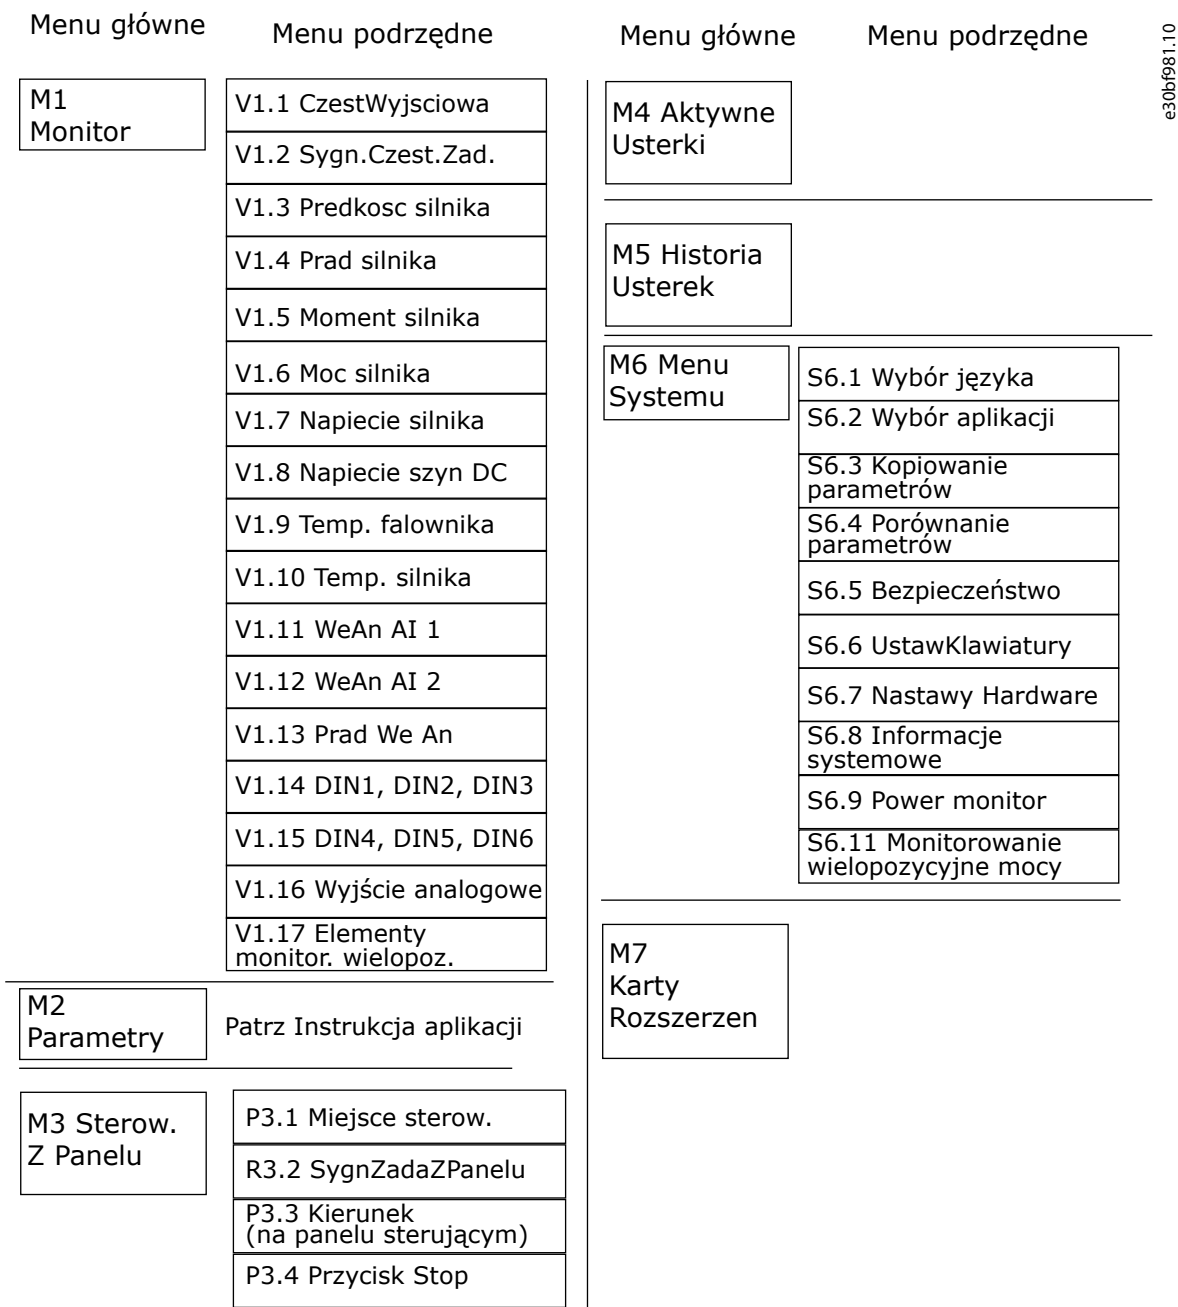 Menu główne
Menu podrzędne
M1
Monitor
V1.1 CzestWyjsciowa
V1.2 Sygn.Czest.Zad.
V1.3 Predkosc silnika
V1.4 Prad silnika
V1.5 Moment silnika
V1.6 Moc silnika
V1.7 Napiecie silnika
V1.8 Napiecie szyn DC
V1.9 Temp. falownika
V1.10 Temp. silnika
V1.11 WeAn AI 1
V1.12 WeAn AI 2
V1.13 Prad We An
V1.14 DIN1, DIN2, DIN3
V1.15 DIN4, DIN5, DIN6
V1.16 Wyjście analogowe
V1.17 Elementy
monitor. wielopoz.
M2
Parametry
Patrz Instrukcja aplikacji
M3 Sterow.
Z Panelu
P3.1 Miejsce sterow.
R3.2 SygnZadaZPanelu
P3.3 Kierunek
(na panelu sterującym)
P3.4 Przycisk Stop
Menu główne
Menu podrzędne
M4 Aktywne
Usterki
M5 Historia
Usterek
M6 Menu
Systemu
S6.1 Wybór języka
S6.2 Wybór aplikacji
S6.3 Kopiowanie
parametrów
S6.4 Porównanie
parametrów
S6.5 Bezpieczeństwo
S6.6 UstawKlawiatury
S6.7 Nastawy Hardware
S6.8 Informacje
systemowe
S6.9 Power monitor
S6.11 Monitorowanie
wielopozycyjne mocy
M7
Karty
Rozszerzen
e30bf981.10